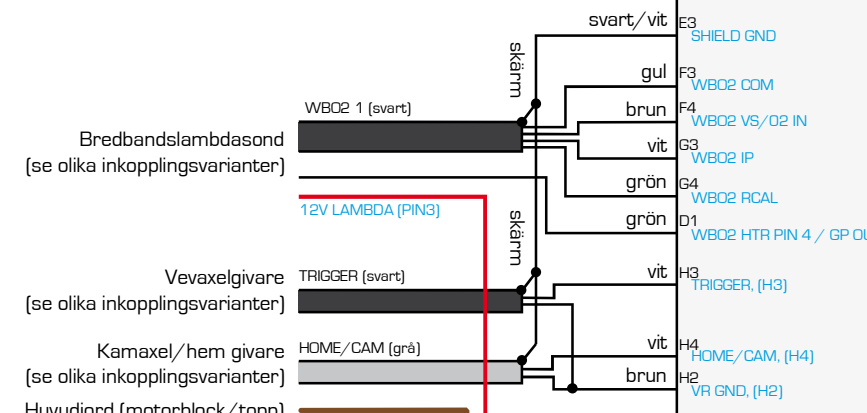 svart/vit E3
SHIELD GND
skärm
gul F3
WBO2 COM
WBO2 1 (svart)
brun F4
WBO2 VS/O2 IN
Bredbandslambdasond
(se olika inkopplingsvarianter)
vit G3
WBO2 IP
grön G4
WBO2 RCAL
12V LAMBDA (PIN3)
skärm
grön D1
WBO2 HTR PIN 4 / GP
Vevaxelgivare
(se olika inkopplingsvarianter)
TRIGGER (svart)
vit H3
TRIGGER, (H3)
Kamaxel/hem givare
(se olika inkopplingsvarianter)
HOME/CAM (grå)
vit H4
HOME/CAM, (H4)
brun H2
VR GND, (H2)
Huvudjord (motorblock/topp)